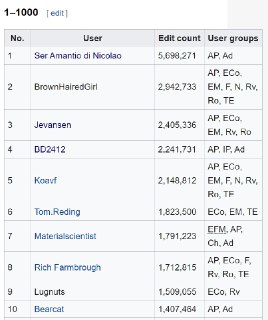 1–1000 [ edit ]
No. User Edit count User groups
1 Ser Amantio di Nicolao 5,698,271 AP, Ad
2 BrownHairedGirl 2,942,733 AP, ECo,
EM, F, N, Rv,
Ro, TE
3 Jevansen 2,405,336 AP, ECo,
EM, Rv, Ro
4 BD2412 2,241,731 AP, IP, Ad
5 Koavf 2,148,812 AP, ECo,
EM, F, N, Rv,
Ro, TE
6 Tom.Reding 1,823,500 ECo, EM, TE
7 Materialscientist 1,791,223 EFM, AP,
Ch, Ad
8 Rich Farmbrough 1,712,815 AP, ECo, F,
Rv, Ro, TE
9 Lugnuts 1,509,055 ECo, Rv
10 Bearcat 1,407,464 AP, Ad